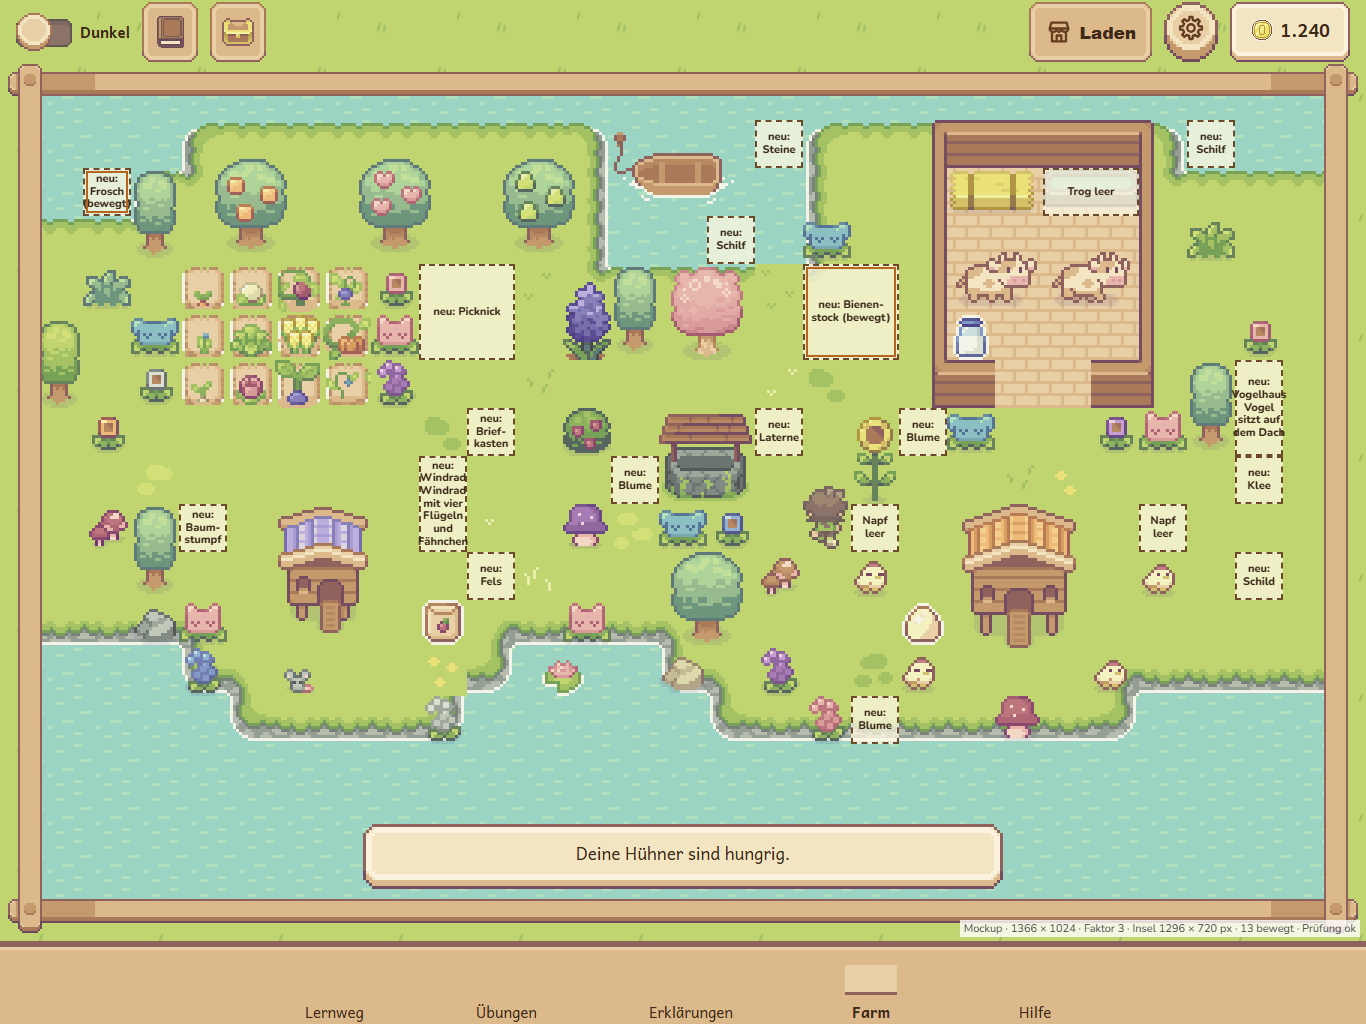 Dunkel
Laden
1.240
neu:
Steine
neu:
Schilf
neu:
Frosch
(bewegt)
Trog leer
neu:
Schilf
neu: Picknick
neu: Bienen-
stock (bewegt)
neu:
Vogelhaus
Vogel
sitzt auf
dem Dach
neu:
Brief-
kasten
neu:
Laterne
neu:
Blume
neu:
Windrad
Windrad
mit vier
Flügeln
und
Fähnchen
neu:
Blume
neu:
Klee
neu:
Baum-
stumpf
Napf
leer
Napf
leer
neu:
Fels
neu:
Schild
neu:
Blume
Deine Hühner sind hungrig.
Mockup · 1366 × 1024 · Faktor 3 · Insel 1296 × 720 px · 13 bewegt · Prüfung ok
Lernweg
Übungen
Erklärungen
Farm
Hilfe